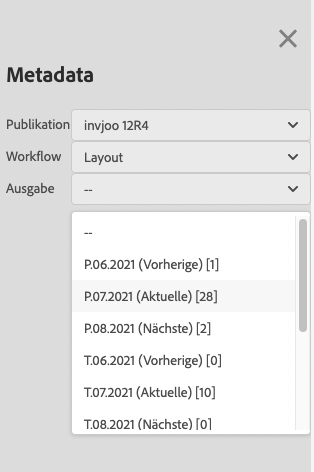 Metadata
Publikation invjoo 12R4
Workflow Layout
Ausgabe --
--
P.06.2021 (Vorherige) [1]
P.07.2021 (Aktuelle) [28]
P.08.2021 (Nächste) [2]
T.06.2021 (Vorherige) [0]
T.07.2021 (Aktuelle) [10]
T.08.2021 (Nächste) [0]